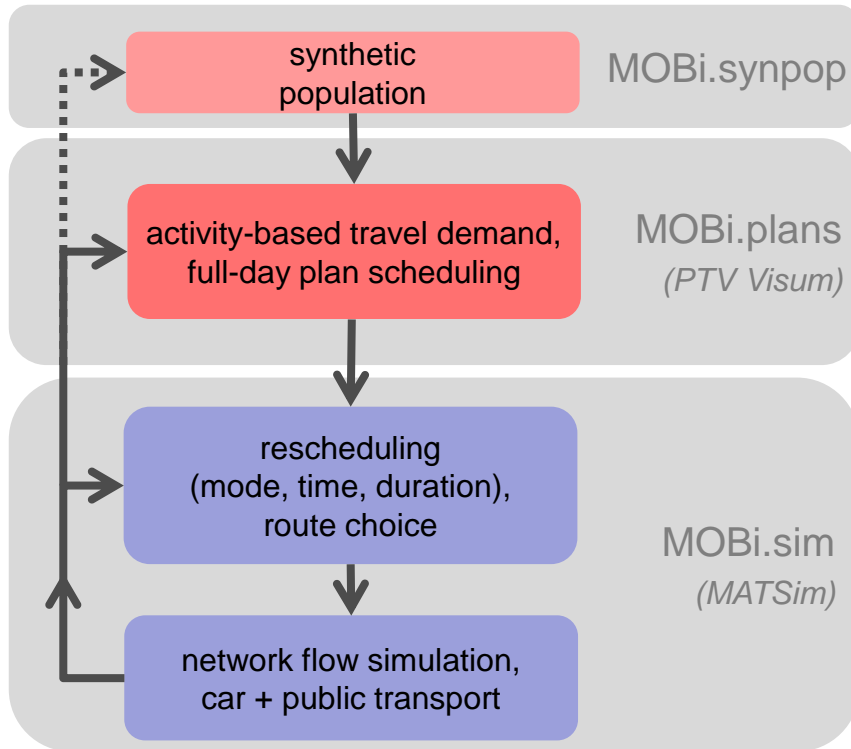 synthetic
population
MOBi.synpop
activity-based travel demand,
full-day plan scheduling
MOBi.plans
(PTV Visum)
rescheduling
(mode, time, duration),
route choice
MOBi.sim
(MATSim)
network flow simulation,
car + public transport